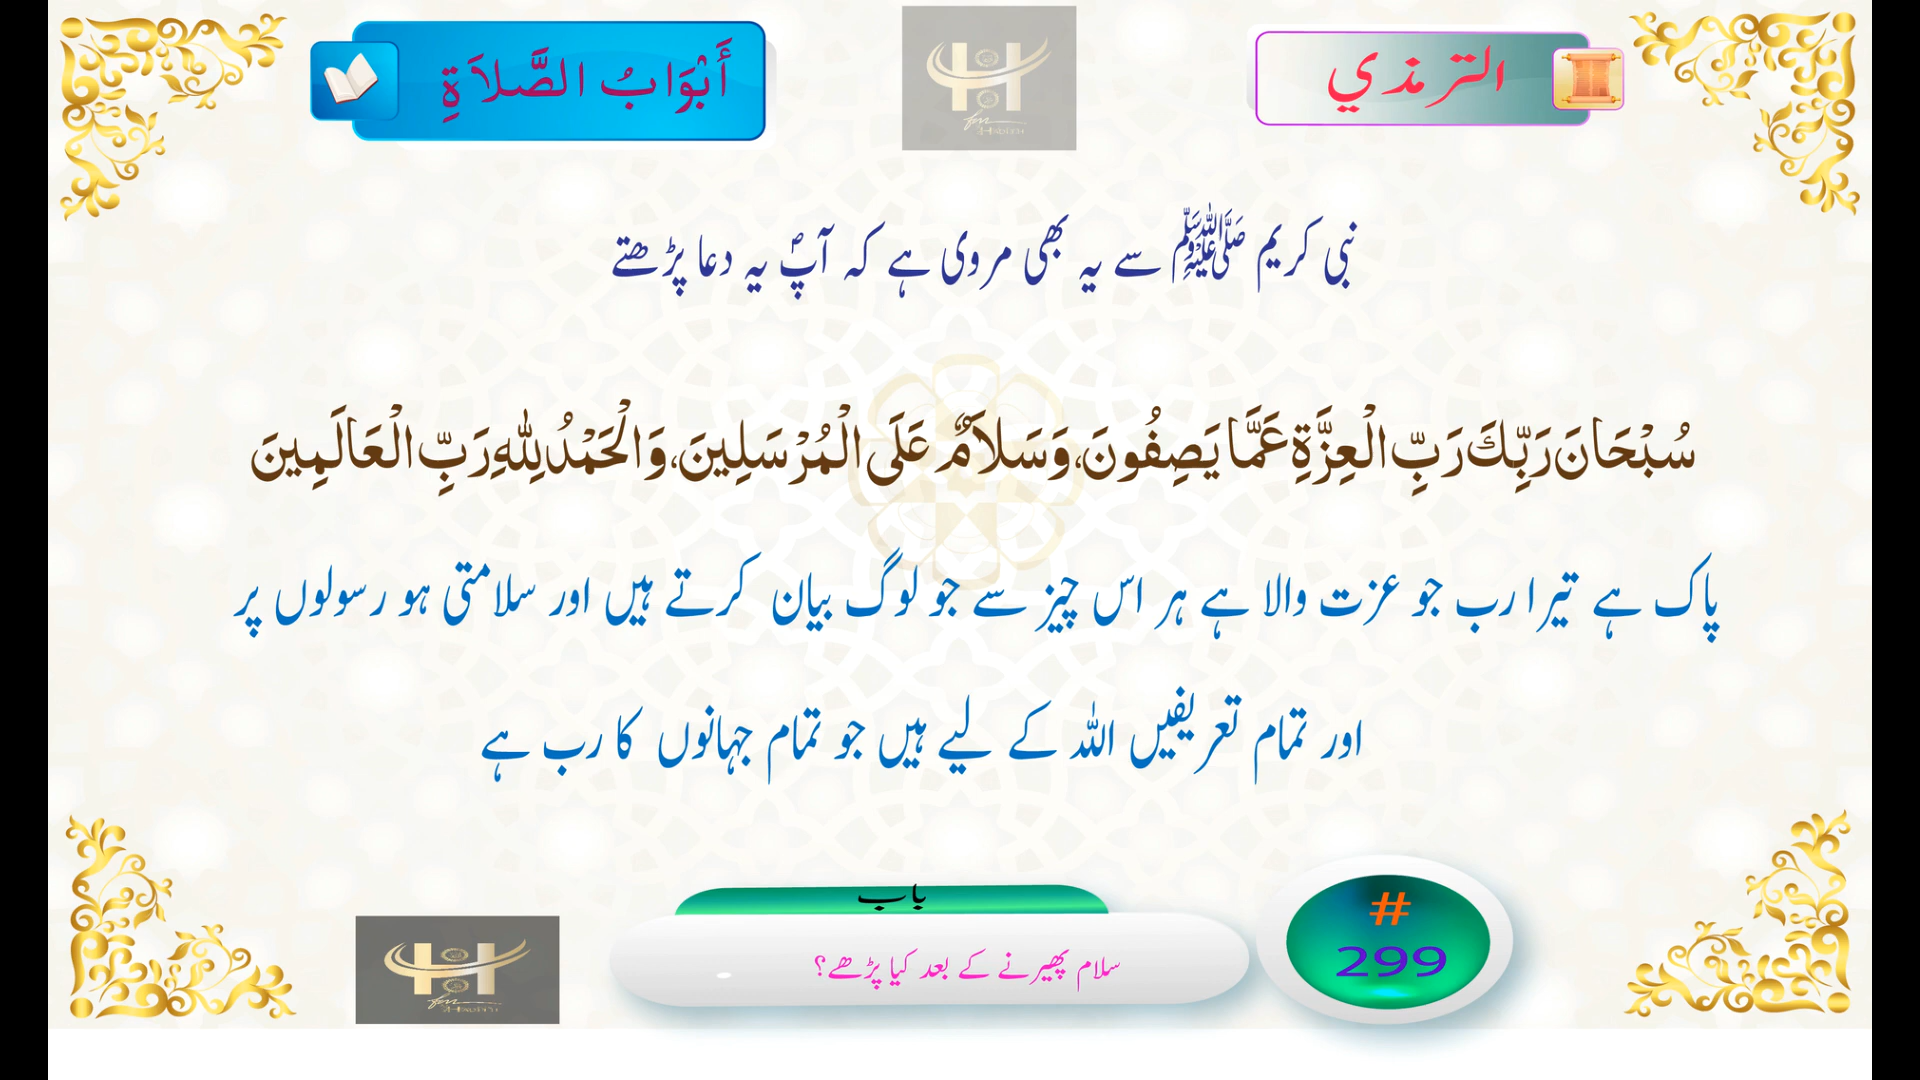 الترمذي
أَبْوَابُ الصَّلاَةِ
نبی کریم ﷺ سے یہ بھی مروی ہے کہ آپؐ یہ دعا پڑھتے
سُبْحَانَ رَبِّكَ رَبِّ الْعِزَّةِ عَمَّا يَصِفُونَ، وَسَلاَمٌ عَلَى الْمُرْسَلِينَ، وَالْحَمْدُ لِلّٰهِ رَبِّ الْعَالَمِينَ
پاک ہے تیرا رب جو عزت والا ہے ہر اس چیز سے جو لوگ بیان کرتے ہیں اور سلامتی ہو رسولوں پر
اور تمام تعریفیں اللہ کے لیے ہیں جو تمام جہانوں کا رب ہے
باب
سلام پھیرنے کے بعد کیا پڑھے؟
#
299